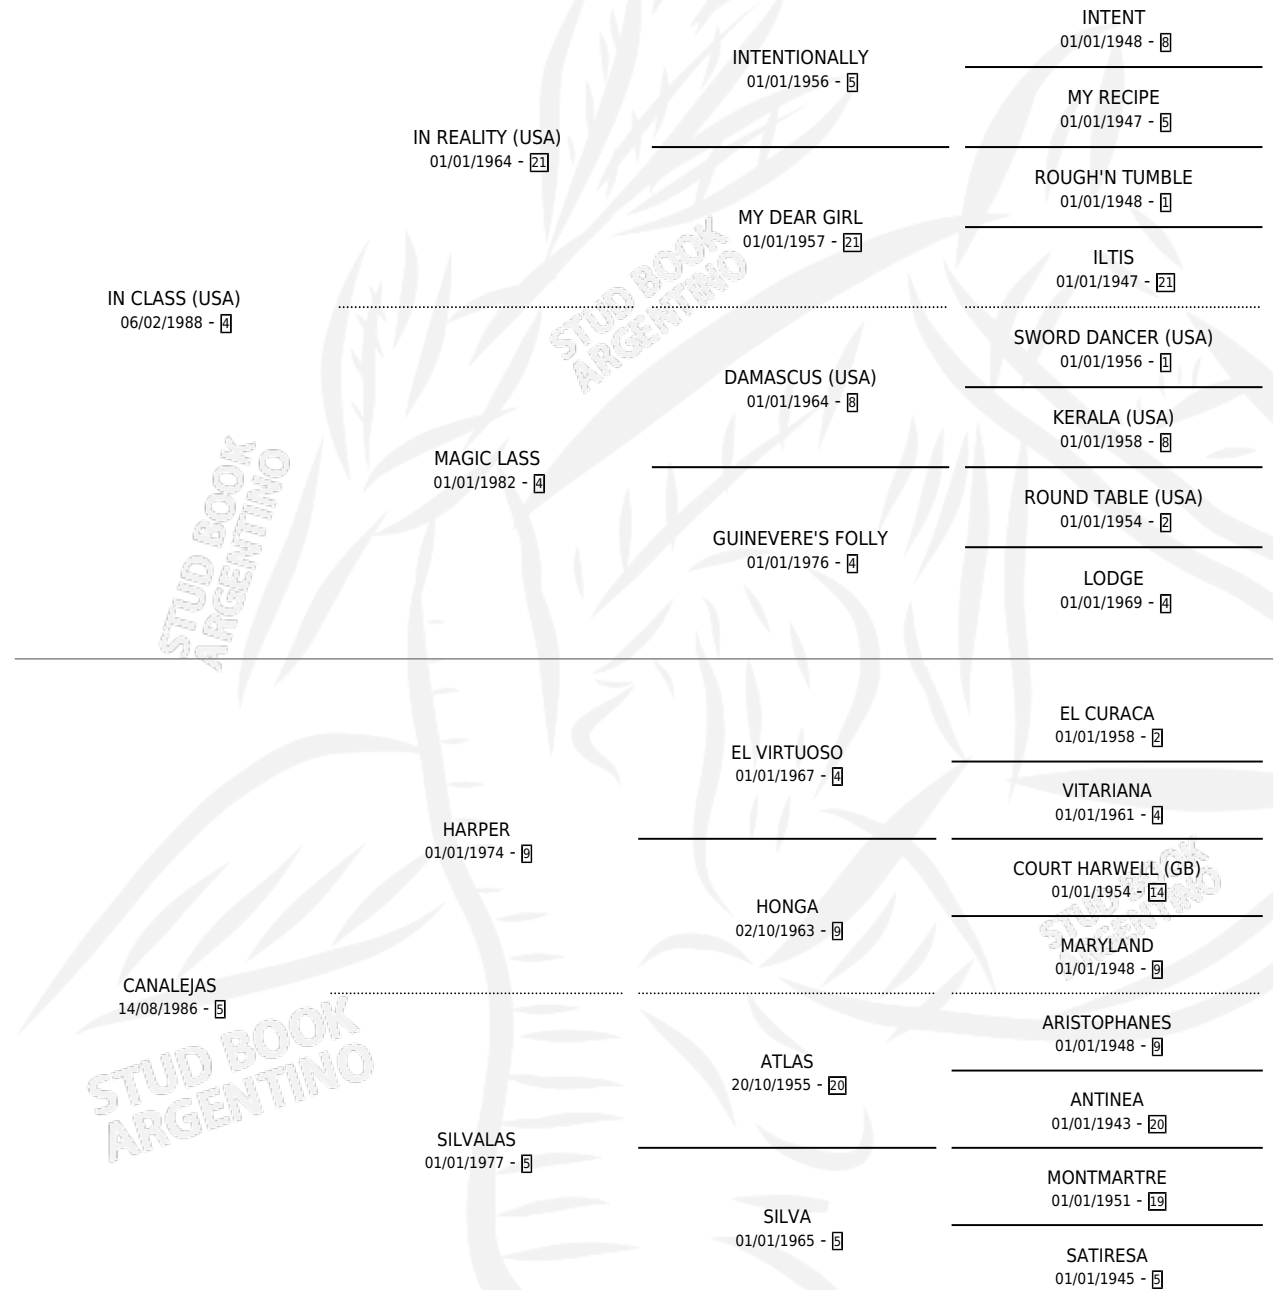 INTENT
01/01/1948 - 8
INTENTIONALLY
01/01/1956 - 5
MY RECIPE
01/01/1947 - 5
IN REALITY (USA)
01/01/1964 - 21
ROUGH'N TUMBLE
01/01/1948 - 1
MY DEAR GIRL
01/01/1957 - 21
ILTIS
01/01/1947 - 21
IN CLASS (USA)
06/02/1988 - 4
SWORD DANCER (USA)
01/01/1956 - 1
DAMASCUS (USA)
01/01/1964 - 8
KERALA (USA)
01/01/1958 - 8
MAGIC LASS
01/01/1982 - 4
ROUND TABLE (USA)
01/01/1954 - 2
GUINEVERE'S FOLLY
01/01/1976 - 4
LODGE
01/01/1969 - 4
EL CURACA
01/01/1958 - 2
EL VIRTUOSO
01/01/1967 - 4
VITARIANA
01/01/1961 - 4
HARPER
01/01/1974 - 9
COURT HARWELL (GB)
01/01/1954 - 14
HONGA
02/10/1963 - 9
MARYLAND
01/01/1948 - 9
CANALEJAS
14/08/1986 - 5
ARISTOPHANES
01/01/1948 - 9
ATLAS
20/10/1955 - 20
ANTINEA
01/01/1943 - 20
SILVALAS
01/01/1977 - 5
MONTMARTRE
01/01/1951 - 19
SILVA
01/01/1965 - 5
SATIRESA
01/01/1945 - 5
STUD BOOK
ARGENTINO
STUD BOOK
ARGENTINO
STUD BOOK
ARGENTINO
STUD BOOK
ARGENTINO